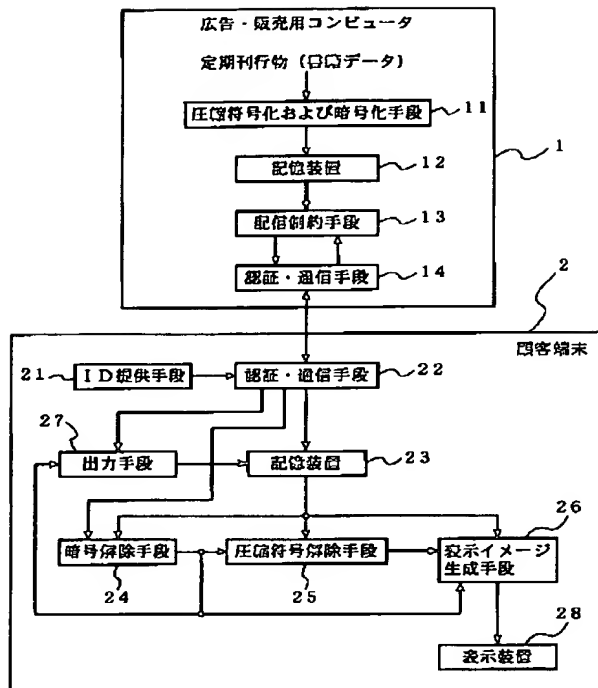 広告・販売用コンピュータ
定期刊行物(書籍データ)
圧縮符号化および暗号化手段
11
記憶装置
12
1
配信制約手段
13
認証・通信手段
14
2
顧客端末
21
ID提供手段
認証・通信手段
22
27
出力手段
記憶装置
23
26
暗号解除手段
圧縮符号解除手段
表示イメージ
生成手段
24
25
28
表示装置